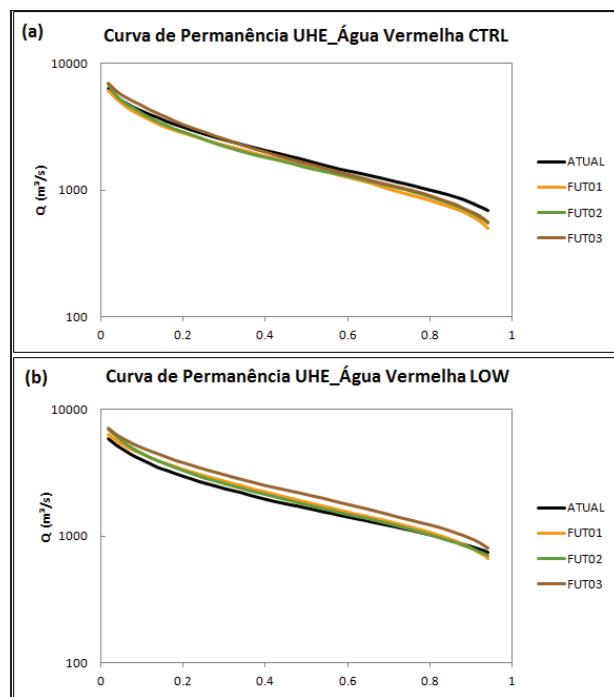 (a)
Curva de Permanência UHE_Água Vermelha CTRL
10000
1000
100
Q (m³/s)
0 0.2 0.4 0.6 0.8 1
ATUAL
FUT01
FUT02
FUT03
(b)
Curva de Permanência UHE_Água Vermelha LOW
10000
1000
100
Q (m³/s)
0 0.2 0.4 0.6 0.8 1
ATUAL
FUT01
FUT02
FUT03